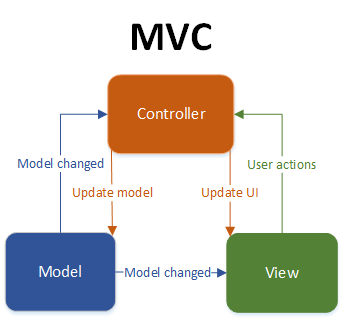 MVC
Controller
Model changed
User actions
Update model
Update UI
Model
Model changed
View